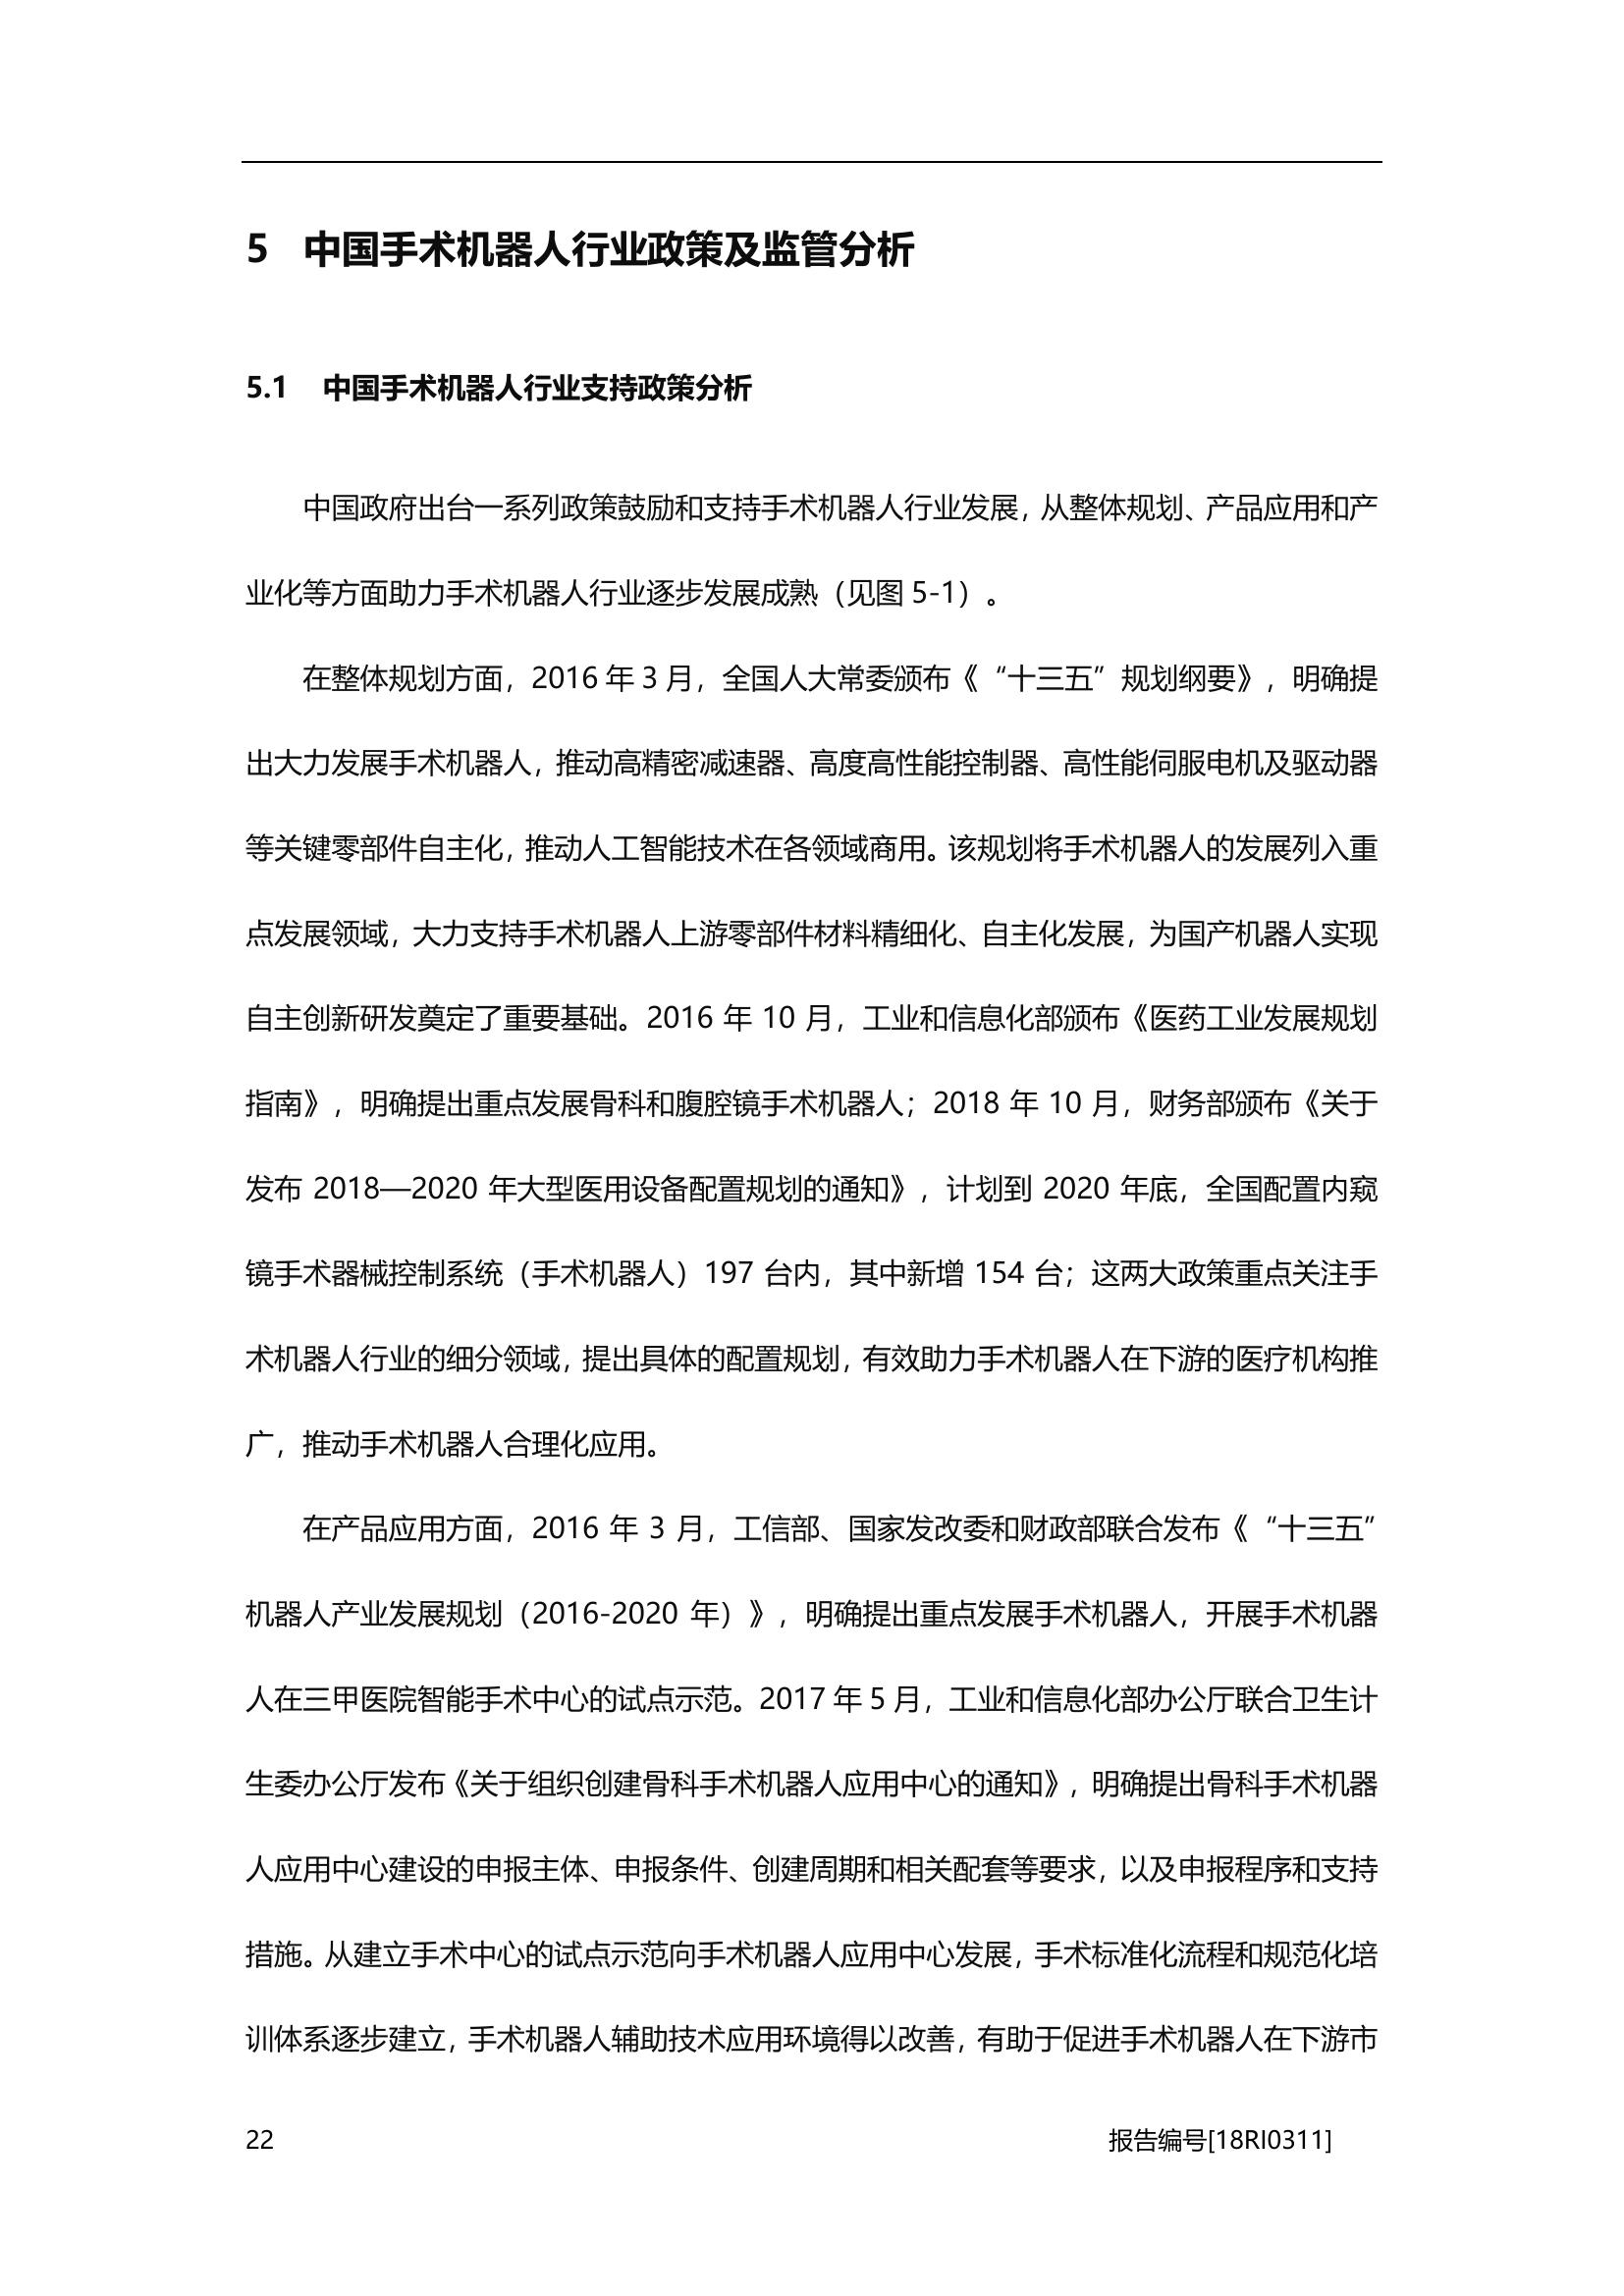 5 中国手术机器人行业政策及监管分析
5.1 中国手术机器人行业支持政策分析
中国政府出台一系列政策鼓励和支持手术机器人行业发展，从整体规划、产品应用和产
业化等方面助力手术机器人行业逐步发展成熟（见图 5-1）。
在整体规划方面，2016 年 3 月，全国人大常委颁布《“十三五”规划纲要》，明确提
出大力发展手术机器人，推动高精密减速器、高度高性能控制器、高性能伺服电机及驱动器
等关键零部件自主化，推动人工智能技术在各领域商用。该规划将手术机器人的发展列入重
点发展领域，大力支持手术机器人上游零部件材料精细化、自主化发展，为国产机器人实现
自主创新研发奠定了重要基础。2016 年 10 月，工业和信息化部颁布《医药工业发展规划
指南》，明确提出重点发展骨科和腹腔镜手术机器人；2018 年 10 月，财务部颁布《关于
发布 2018—2020 年大型医用设备配置规划的通知》，计划到 2020 年底，全国配置内窥
镜手术器械控制系统（手术机器人）197 台内，其中新增 154 台；这两大政策重点关注手
术机器人行业的细分领域，提出具体的配置规划，有效助力手术机器人在下游的医疗机构推
广，推动手术机器人合理化应用。
在产品应用方面，2016 年 3 月，工信部、国家发改委和财政部联合发布《“十三五”
机器人产业发展规划（2016-2020 年）》，明确提出重点发展手术机器人，开展手术机器
人在三甲医院智能手术中心的试点示范。2017 年 5 月，工业和信息化部办公厅联合卫生计
生委办公厅发布《关于组织创建骨科手术机器人应用中心的通知》，明确提出骨科手术机器
人应用中心建设的申报主体、申报条件、创建周期和相关配套等要求，以及申报程序和支持
措施。从建立手术中心的试点示范向手术机器人应用中心发展，手术标准化流程和规范化培
训体系逐步建立，手术机器人辅助技术应用环境得以改善，有助于促进手术机器人在下游市
22 报告编号[18RI0311]